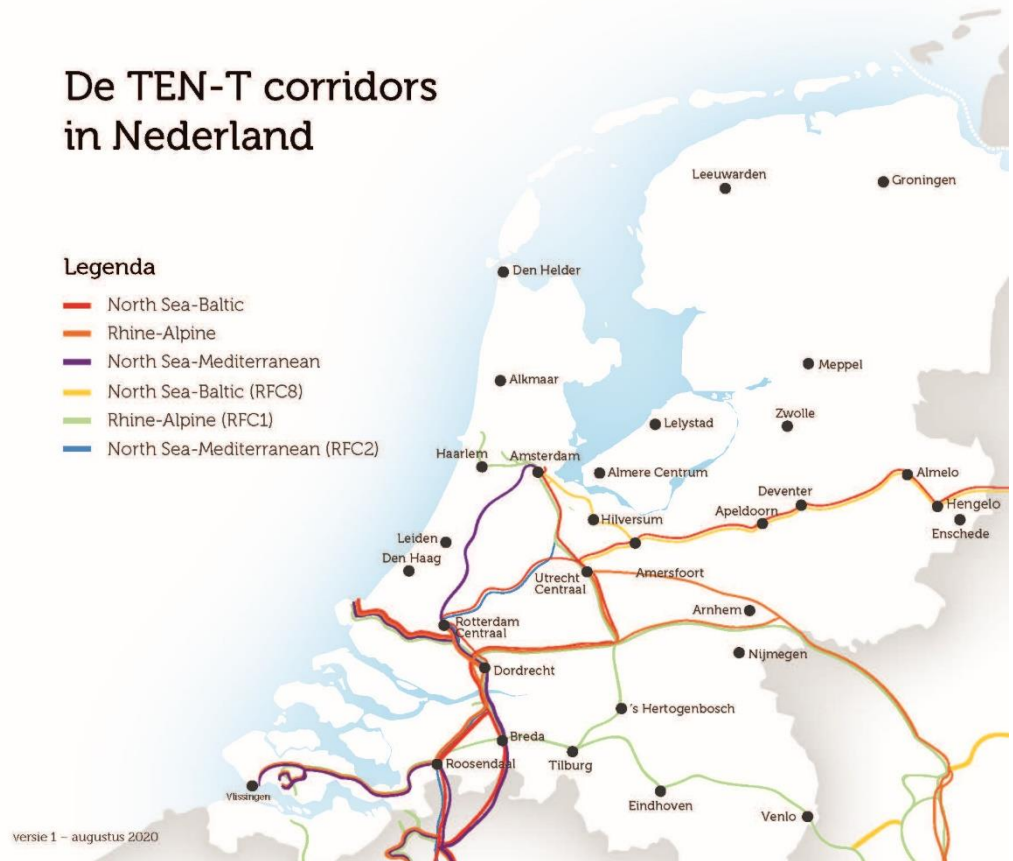 De TEN-T corridors
in Nederland
Legenda
North Sea-Baltic
Rhine-Alpine
North Sea-Mediterranean
North Sea-Baltic (RFC8)
Rhine-Alpine (RFC1)
North Sea-Mediterranean (RFC2)
Leeuwarden
Groningen
Den Helder
Meppel
Alkmaar
Zwolle
Lelystad
Haarlem
Amsterdam
Almere Centrum
Almelo
Deventer
Hengelo
Apeldoorn
Hilversum
Enschede
Leiden
Den Haag
Utrecht
Centraal
Amersfoort
Arnhem
Rotterdam
Centraal
Nijmegen
Dordrecht
's Hertogenbosch
Breda
Roosendaal
Tilburg
Vlissingen
Eindhoven
Venlo
versie 1 – augustus 2020